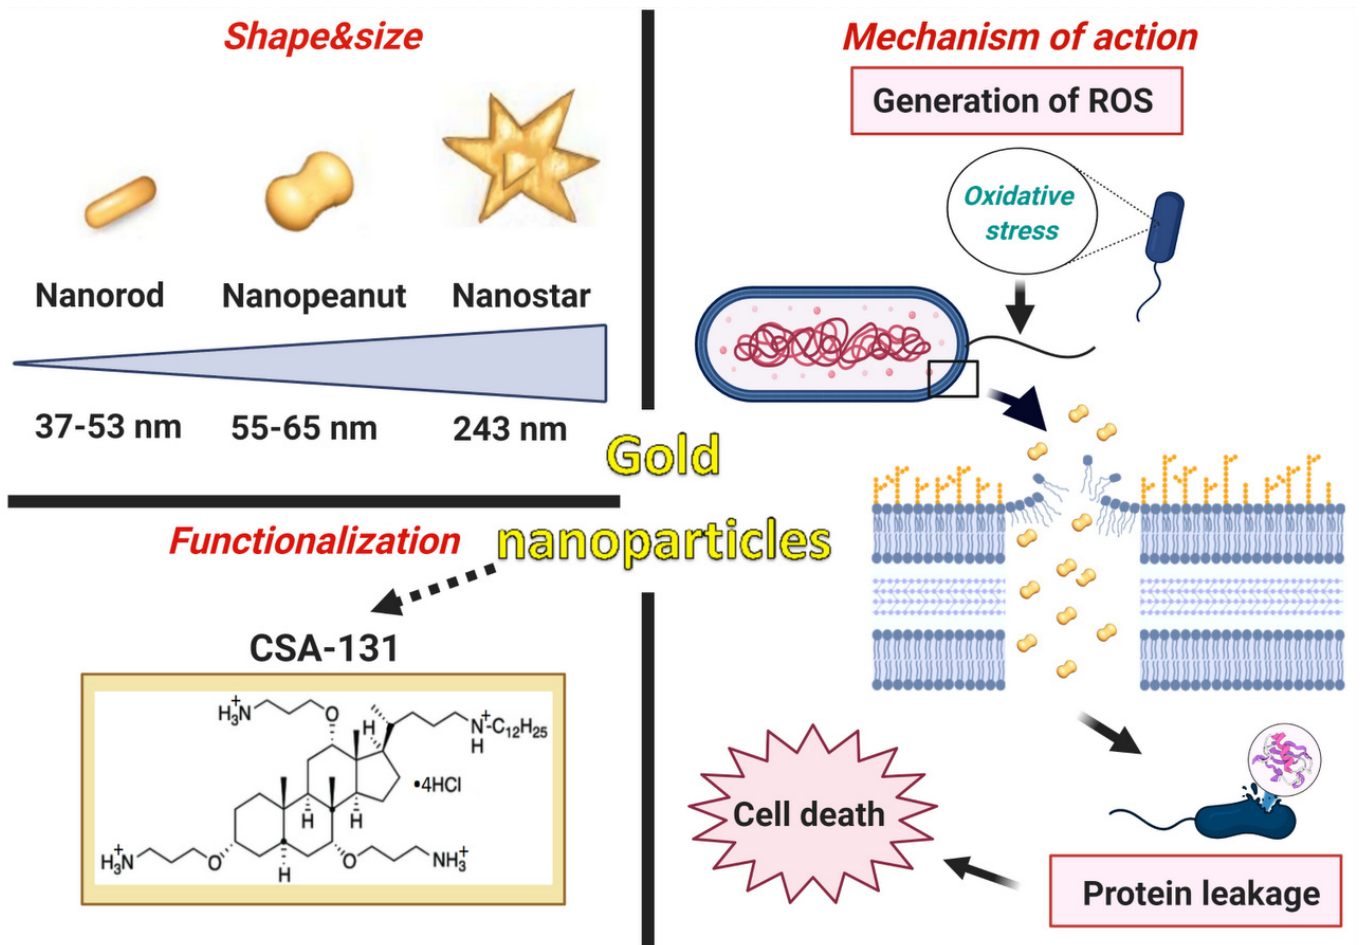 Shape&size
Nanorod
Nanopeanut
Nanostar
37-53 nm
55-65 nm
243 nm
Gold
nanoparticles
Functionalization
CSA-131
H₃N⁺
O
H
N⁺-C₁₂H₂₅
H
•4HCl
H
H
H₃N⁺
O
H
O
NH₃⁺
Mechanism of action
Generation of ROS
Oxidative
stress
Protein leakage
Cell death